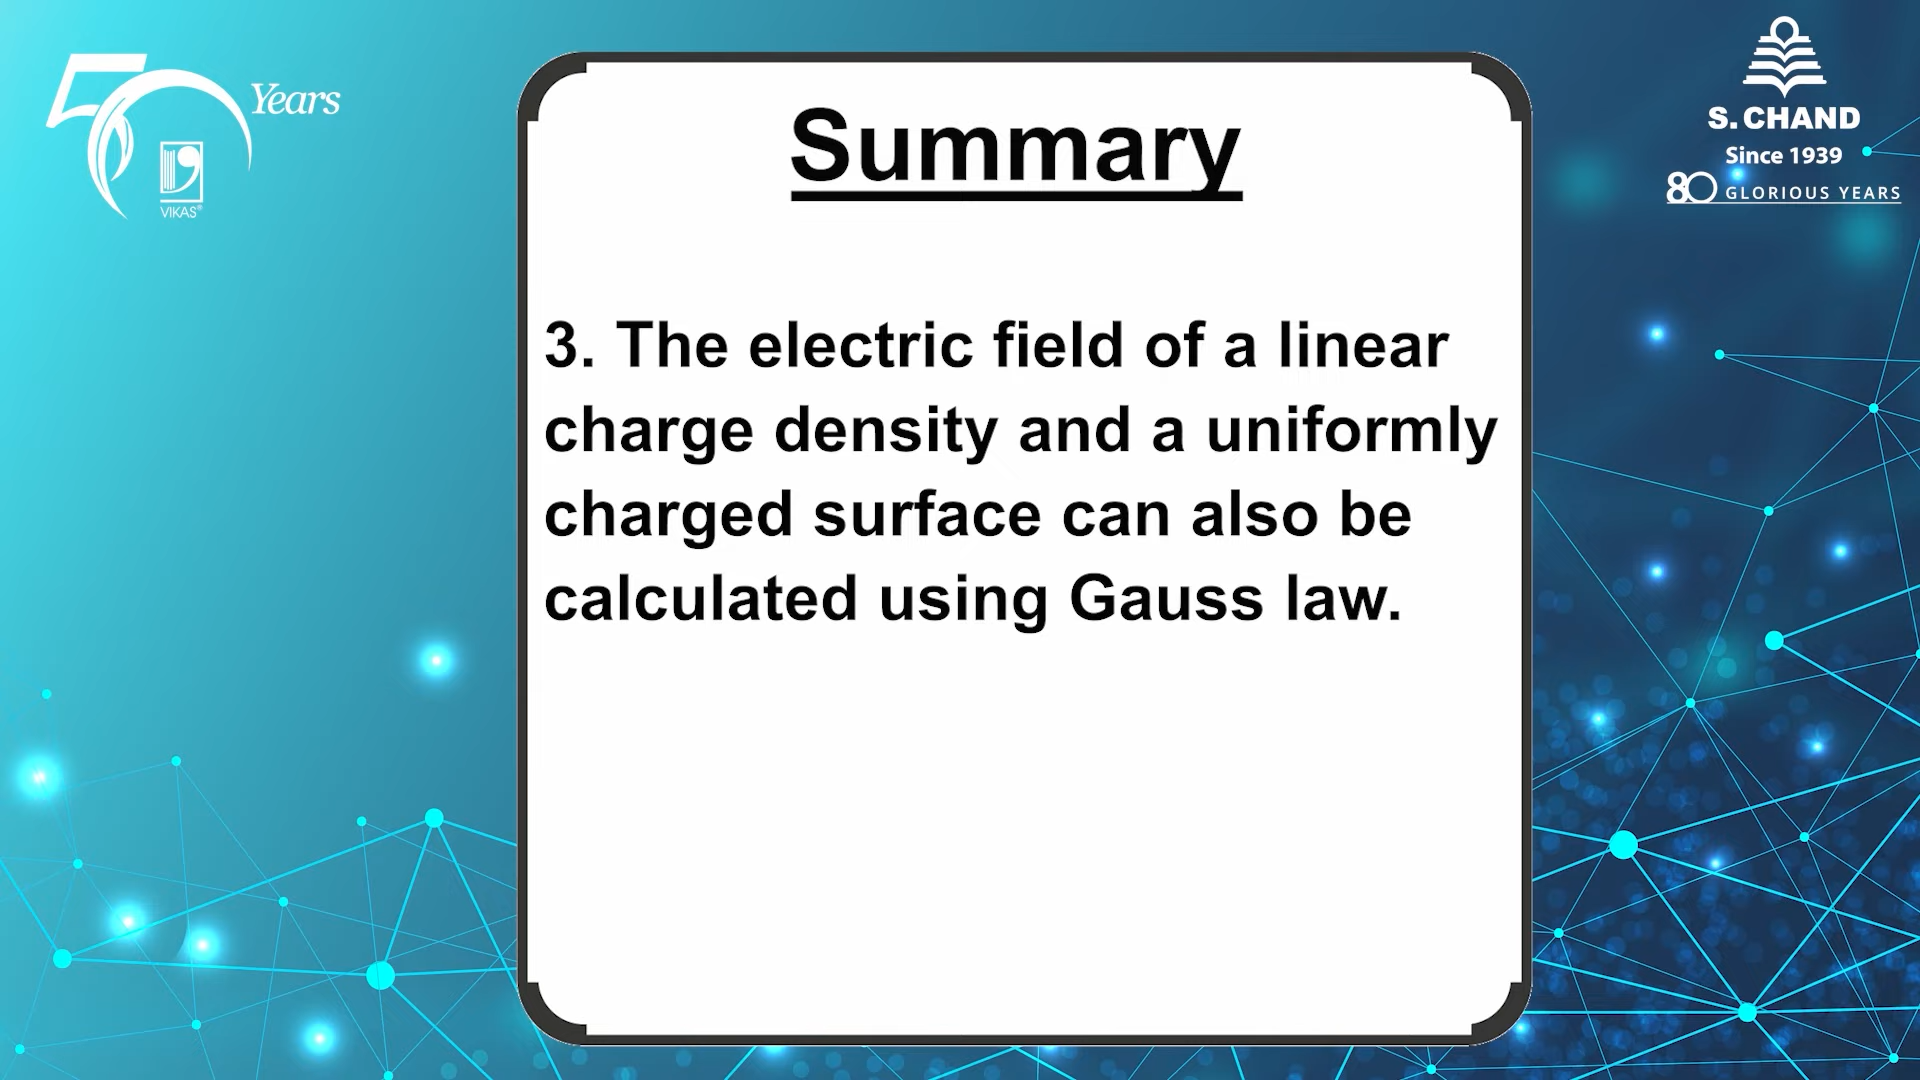 50 Years
VIKAS®
S. CHAND
Since 1939
80 GLORIOUS YEARS
Summary
3. The electric field of a linear
charge density and a uniformly
charged surface can also be
calculated using Gauss law.